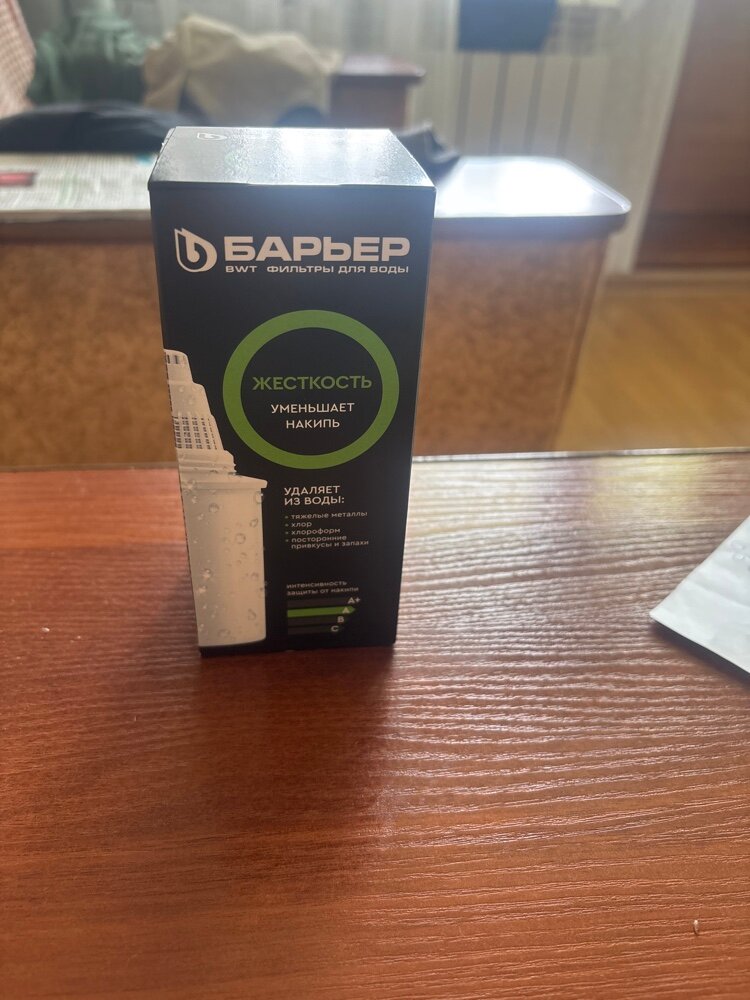 БАРЬЕР
BWT ФИЛЬТРЫ ДЛЯ ВОДЫ
ЖЕСТКОСТЬ
УМЕНЬШАЕТ
НАКИПЬ
УДАЛЯЕТ
ИЗ ВОДЫ:
• тяжелые металлы
• хлор
• хлороформ
• посторонние
привкусы и запахи
интенсивность
защиты от накипи
A+
A
B
C